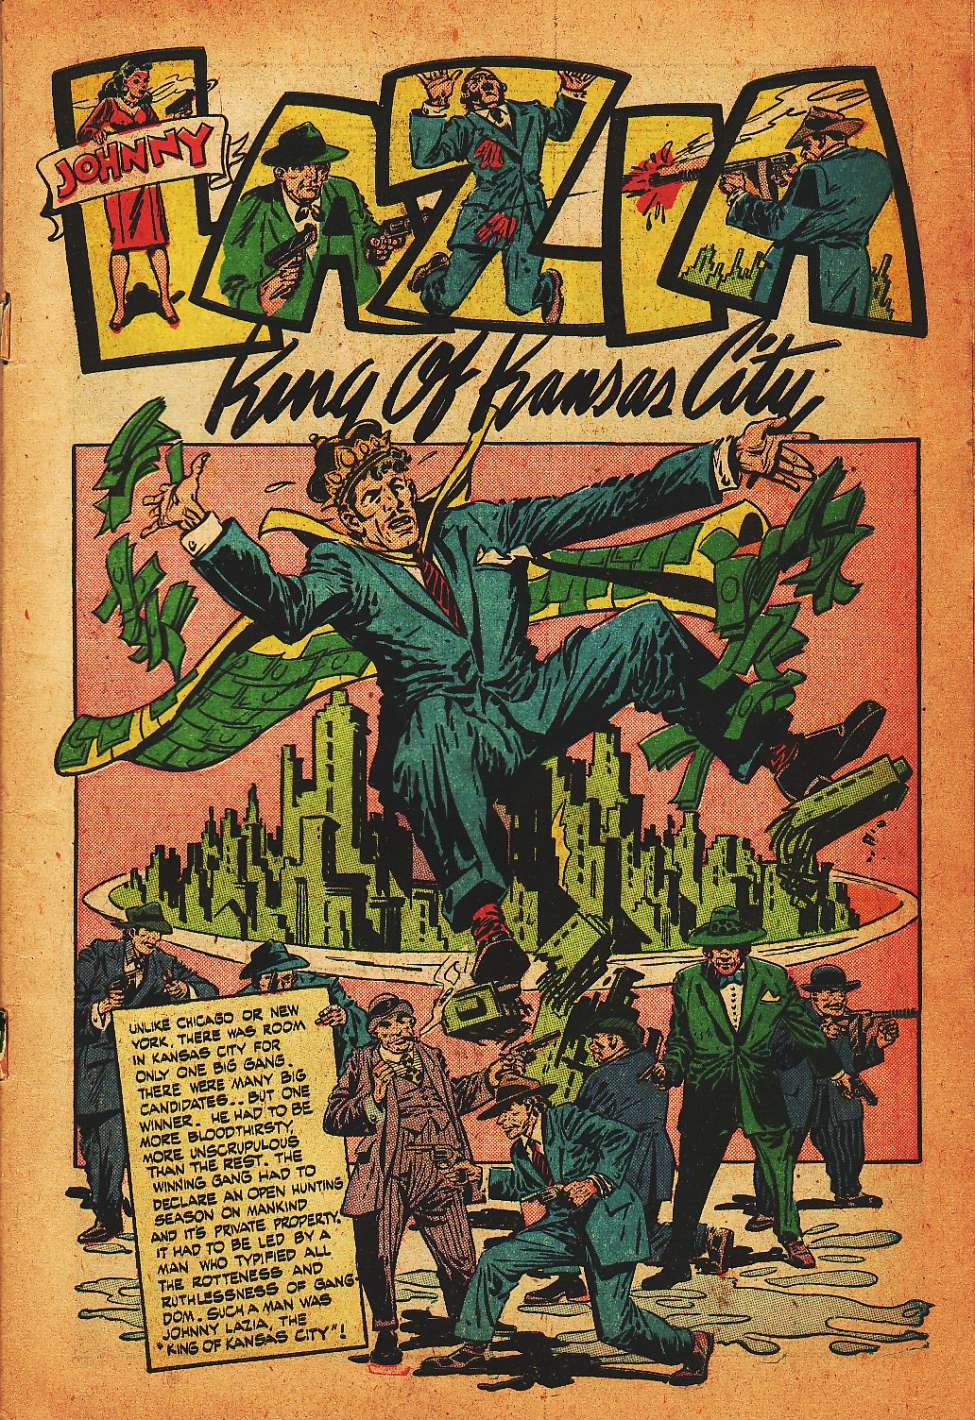 JOHNNY
LAZIA
King Of Kansas City
UNLIKE CHICAGO OR NEW
YORK, THERE WAS ROOM
IN KANSAS CITY FOR
ONLY ONE BIG GANG.
THERE WERE MANY BIG
CANDIDATES.. BUT ONE
WINNER.. HE HAD TO BE
MORE BLOODTHIRSTY,
MORE UNSCRUPULOUS
THAN THE REST. THE
WINNING GANG HAD TO
DECLARE AN OPEN HUNTING
SEASON ON MANKIND
AND ITS PRIVATE PROPERTY.
IT HAD TO BE LED BY A
MAN WHO TYPIFIED ALL
THE ROTTENESS AND
RUTHLESSNESS OF GANG-
DOM. SUCH A MAN WAS
JOHNNY LAZIA, THE
"KING OF KANSAS CITY"!